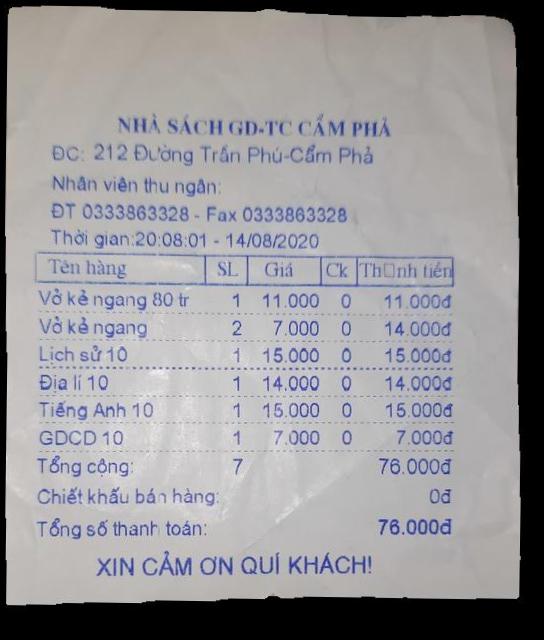 NHÀ SÁCH GD-TC CẨM PHẢ
ĐC: 212 Đường Trần Phú-Cẩm Phả
Nhân viên thu ngân:
ĐT 0333863328 - Fax 0333863328
Thời gian:20:08:01 - 14/08/2020
Tên hàng SL Giá Ck Th□nh tiền
Vở kẻ ngang 80 tr 1 11.000 0 11.000đ
Vở kẻ ngang 2 7.000 0 14.000đ
Lịch sử 10 1 15.000 0 15.000đ
Địa lí 10 1 14.000 0 14.000đ
Tiếng Anh 10 1 15.000 0 15.000đ
GDCD 10 1 7.000 0 7.000đ
Tổng cộng: 7 76.000đ
Chiết khấu bán hàng: 0đ
Tổng số thanh toán: 76.000đ
XIN CẢM ƠN QUÍ KHÁCH!